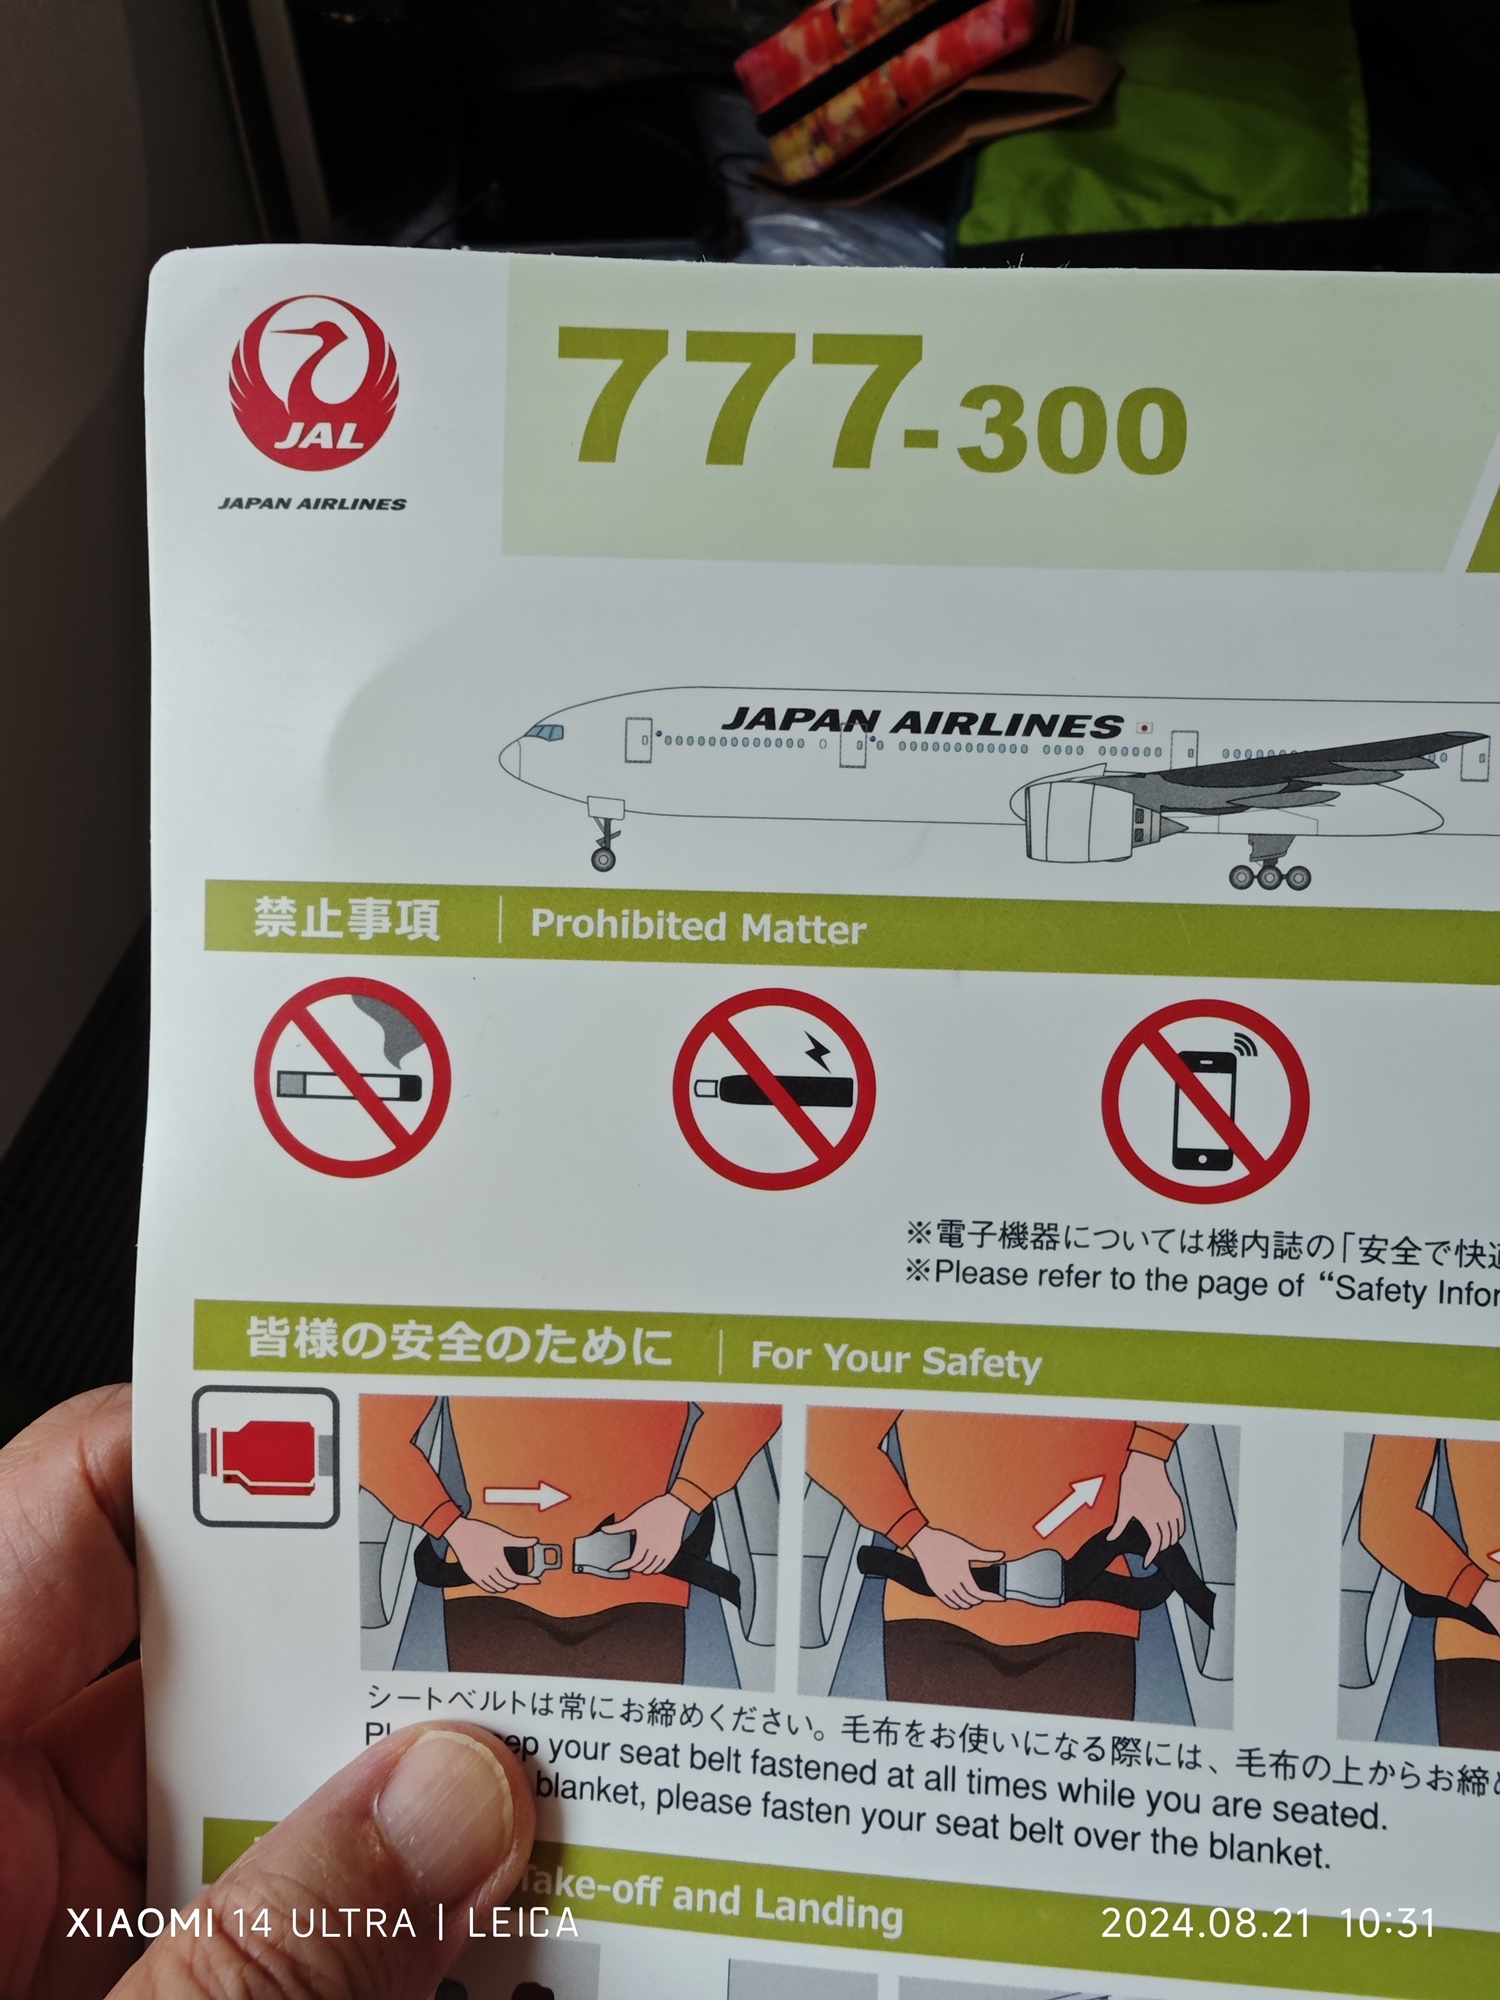 JAL
JAPAN AIRLINES
777-300
JAPAN AIRLINES
禁止事項 | Prohibited Matter
※電子機器については機内誌の「安全で快
※Please refer to the page of “Safety
皆様の安全のために | For Your Safety
シートベルトは常にお締めください。毛布をお使いになる際には、毛布の上からお締
your seat belt fastened at all times while you are seated.
blanket, please fasten your seat belt over the blanket.
Take-off and Landing
XIAOMI 14 ULTRA | LEICA
2024.08.21 10:31